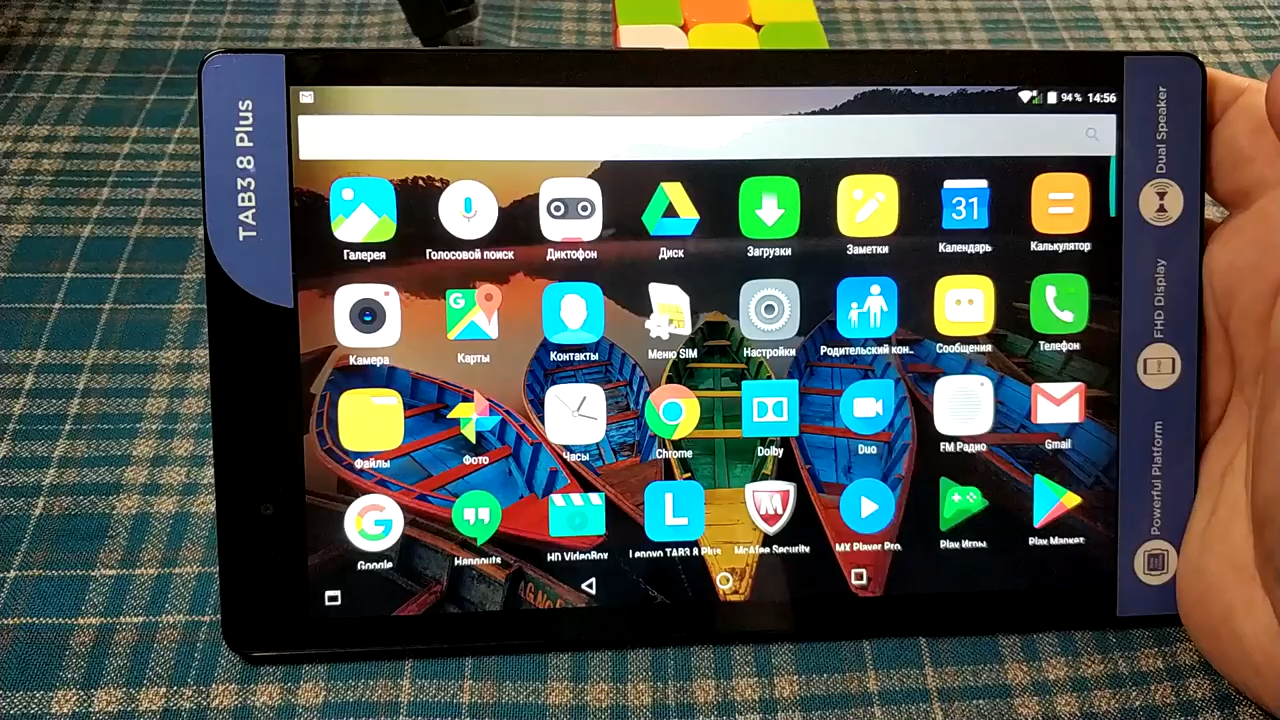 TAB3 8 Plus
94% 14:56
Галерея
Голосовой поиск
Диктофон
Диск
Загрузки
Заметки
31
Календарь
Калькулятор
Камера
G
Карты
Контакты
Меню SIM
Настройки
Родительский кон..
Сообщения
Телефон
Файлы
Фото
Часы
Chrome
Dolby
Duo
FM Радио
Gmail
G
Google
Hangouts
HD VideoBox
L
Lenovo TAB3 8 Plus
M
McAfee Security
MX Player Pro
Play Игры
Play Маркет
Dual Speaker
FHD Display
Powerful Platform